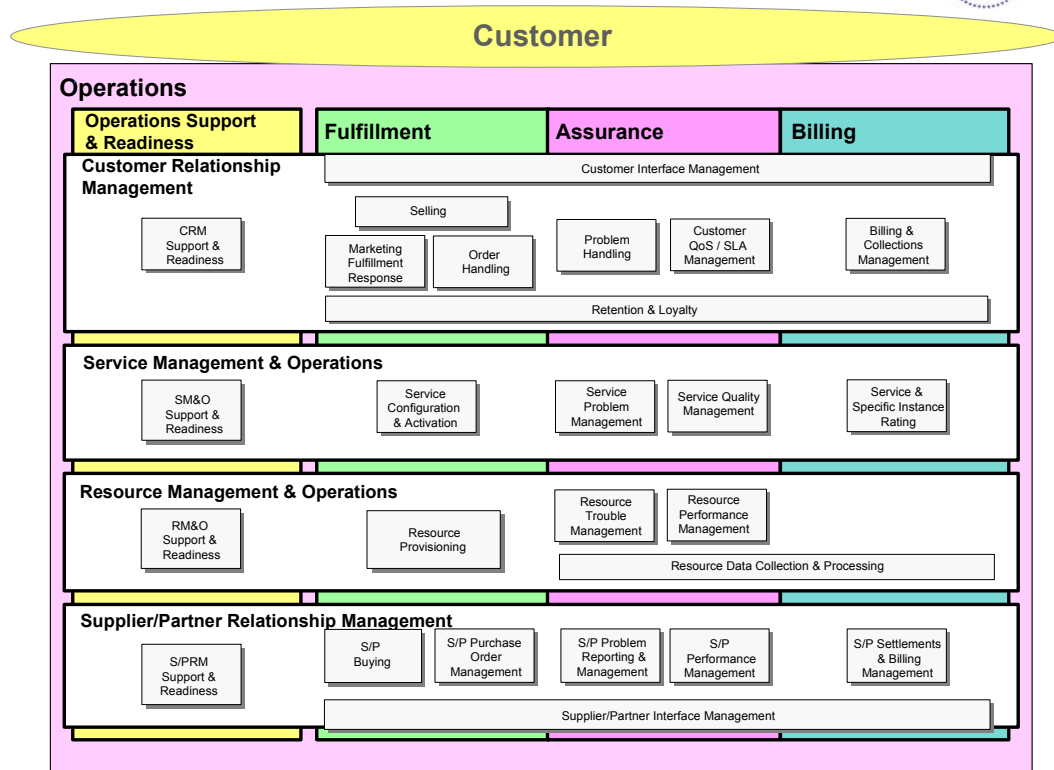 Customer
Operations
Operations Support
& Readiness
Fulfillment
Assurance
Billing
Customer Relationship
Management
Customer Interface Management
Selling
CRM
Support &
Readiness
Marketing
Fulfillment
Response
Order
Handling
Problem
Handling
Customer
QoS / SLA
Management
Billing &
Collections
Management
Retention & Loyalty
Service Management & Operations
SM&O
Support &
Readiness
Service
Configuration
& Activation
Service
Problem
Management
Service Quality
Management
Service &
Specific Instance
Rating
Resource Management & Operations
RM&O
Support &
Readiness
Resource
Provisioning
Resource
Trouble
Management
Resource
Performance
Management
Resource Data Collection & Processing
Supplier/Partner Relationship Management
S/PRM
Support &
Readiness
S/P
Buying
S/P Purchase
Order
Management
S/P Problem
Reporting &
Management
S/P
Performance
Management
S/P Settlements
& Billing
Management
Supplier/Partner Interface Management